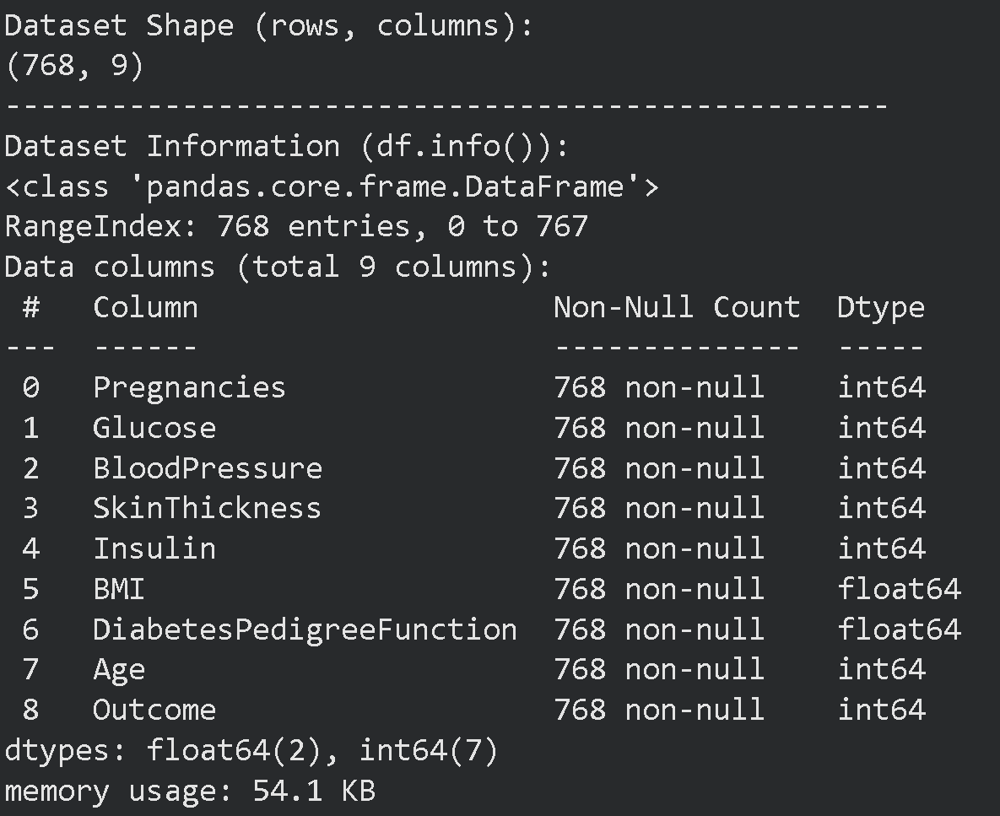 Dataset Shape (rows, columns):
(768, 9)
--------------------------------------------------
Dataset Information (df.info()):
<class 'pandas.core.frame.DataFrame'>
RangeIndex: 768 entries, 0 to 767
Data columns (total 9 columns):
 #   Column                    Non-Null Count  Dtype
---  ------                    --------------  -----
 0   Pregnancies               768 non-null    int64
 1   Glucose                   768 non-null    int64
 2   BloodPressure             768 non-null    int64
 3   SkinThickness             768 non-null    int64
 4   Insulin                   768 non-null    int64
 5   BMI                       768 non-null    float64
 6   DiabetesPedigreeFunction  768 non-null    float64
 7   Age                       768 non-null    int64
 8   Outcome                   768 non-null    int64
dtypes: float64(2), int64(7)
memory usage: 54.1 KB